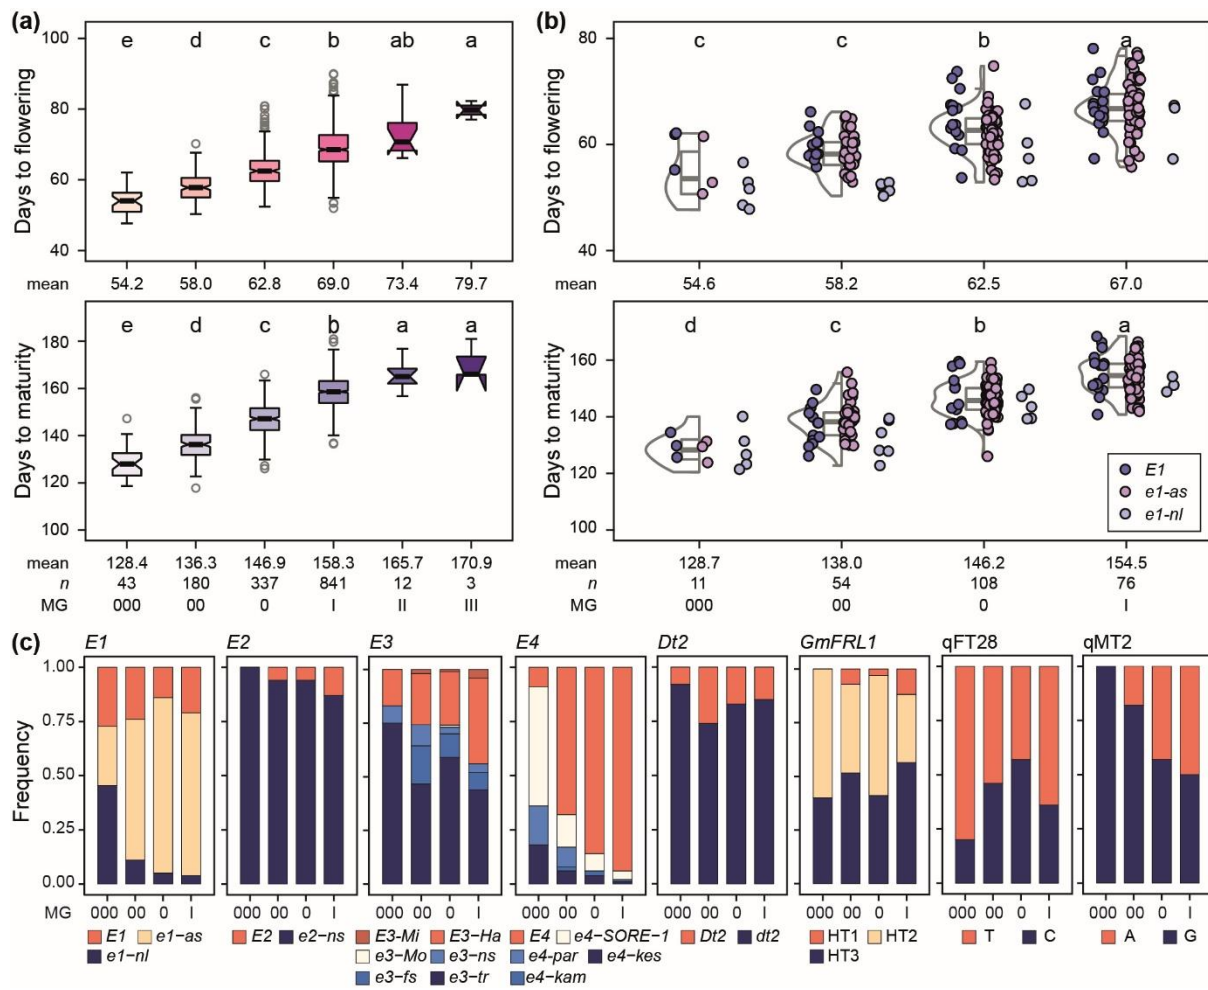 (a)
Days to flowering
100
80
60
40
e d c b ab a
mean 54.2 58.0 62.8 69.0 73.4 79.7
Days to maturity
180
160
140
120
100
e d c b a a
mean 128.4 136.3 146.9 158.3 165.7 170.9
n 43 180 337 841 12 3
MG 000 00 0 I II III
(b)
Days to flowering
80
60
40
c c b a
mean 54.6 58.2 62.5 67.0
Days to maturity
160
140
120
100
d c b a
E1
e1-as
e1-nl
mean 128.7 138.0 146.2 154.5
n 11 54 108 76
MG 000 00 0 I
(c)
E1 E2 E3 E4 Dt2 GmFRL1 qFT28 qMT2
Frequency
1.00
0.75
0.50
0.25
0.00
MG 000 00 0 I 000 00 0 I 000 00 0 I 000 00 0 I 000 00 0 I 000 00 0 I 000 00 0 I 000 00 0 I
E1 e1−as E2 e2−ns E3-Mi E3−Ha E4 e4−SORE−1 Dt2 dt2 HT1 HT2 T C A G
e1−nl e3−Mo e3−ns e4−par e4−kes HT3
e3−fs e3−tr e4−kam